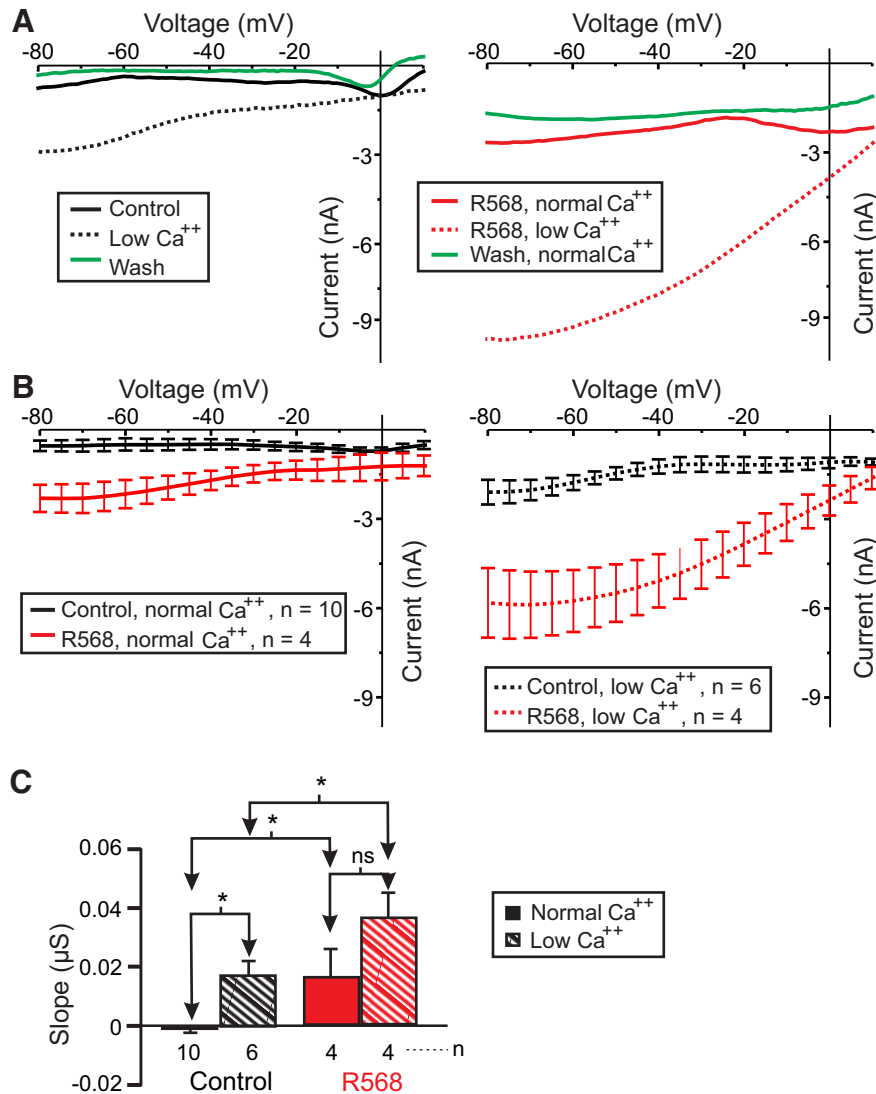 A
Voltage (mV)
-80 -60 -40 -20
-3
-6
-9
Current (nA)
Control
Low Ca++
Wash
Voltage (mV)
-80 -60 -40 -20
-3
-6
-9
Current (nA)
R568, normal Ca++
R568, low Ca++
Wash, normal Ca++
B
Voltage (mV)
-80 -60 -40 -20
-3
-6
-9
Current (nA)
Control, normal Ca++, n = 10
R568, normal Ca++, n = 4
Voltage (mV)
-80 -60 -40 -20
-3
-6
-9
Current (nA)
Control, low Ca++, n = 6
R568, low Ca++, n = 4
C
*
*
ns
*
0.06
0.04
0.02
0
-0.02
Slope (µS)
10 6 4 4 n
Control R568
Normal Ca++
Low Ca++